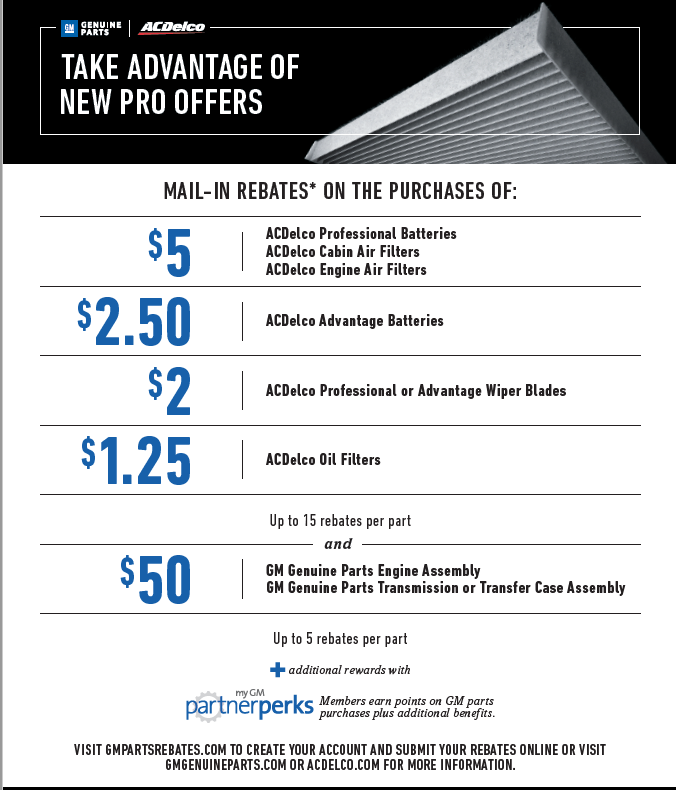 GM GENUINE PARTS
ACDelco
TAKE ADVANTAGE OF
NEW PRO OFFERS
MAIL-IN REBATES* ON THE PURCHASES OF:
$5
ACDelco Professional Batteries
ACDelco Cabin Air Filters
ACDelco Engine Air Filters
$2.50
ACDelco Advantage Batteries
$2
ACDelco Professional or Advantage Wiper Blades
$1.25
ACDelco Oil Filters
Up to 15 rebates per part
and
$50
GM Genuine Parts Engine Assembly
GM Genuine Parts Transmission or Transfer Case Assembly
Up to 5 rebates per part
+ additional rewards with
my GM
partnerperks
Members earn points on GM parts
purchases plus additional benefits.
VISIT GMPARTSREBATES.COM TO CREATE YOUR ACCOUNT AND SUBMIT YOUR REBATES ONLINE OR VISIT
GMGENUINEPARTS.COM OR ACDELCO.COM FOR MORE INFORMATION.